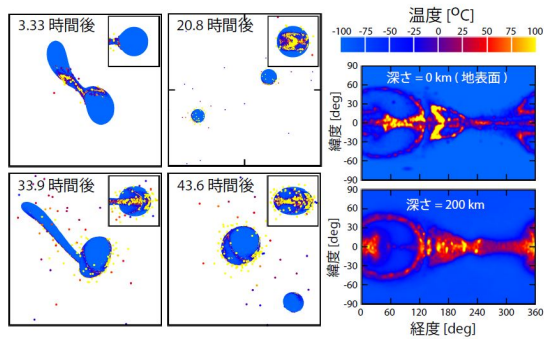 3.33 時間後
20.8 時間後
33.9 時間後
43.6 時間後
温度 [°C]
-100 -75 -50 -25 0 25 50 75 100
深さ = 0 km ( 地表面 )
緯度 [deg]
90
60
30
0
-30
-60
-90
深さ = 200 km
緯度 [deg]
90
60
30
0
-30
-60
-90
0 60 120 180 240 300 360
経度 [deg]